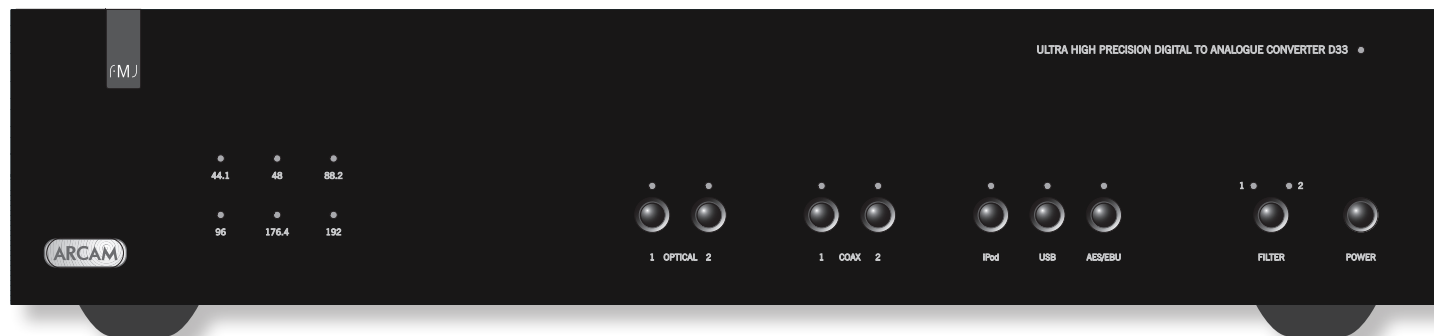 FMJ
ULTRA HIGH PRECISION DIGITAL TO ANALOGUE CONVERTER D33
44.1 48 88.2
1 2
96 176.4 192
ARCAM
1 OPTICAL 2 1 COAX 2 iPod USB AES/EBU FILTER POWER